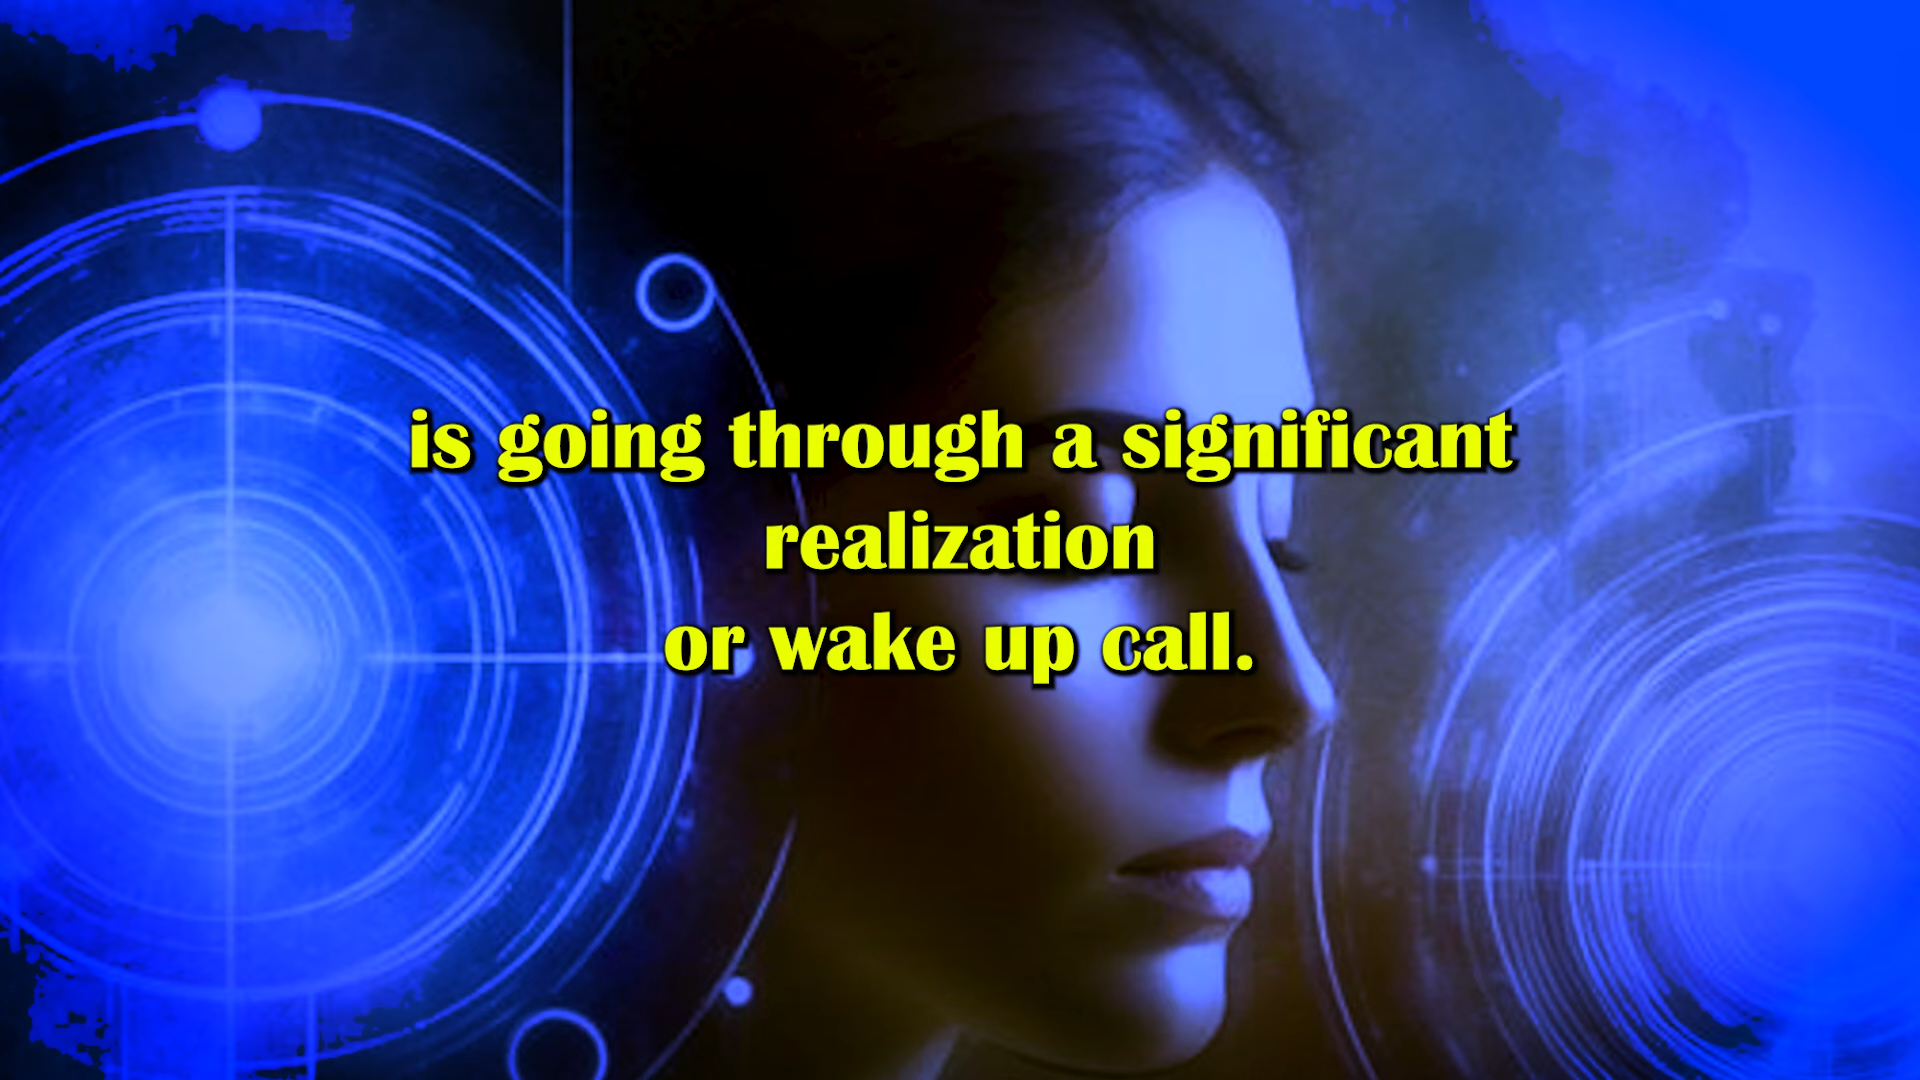 is going through a significant
realization
or wake up call.